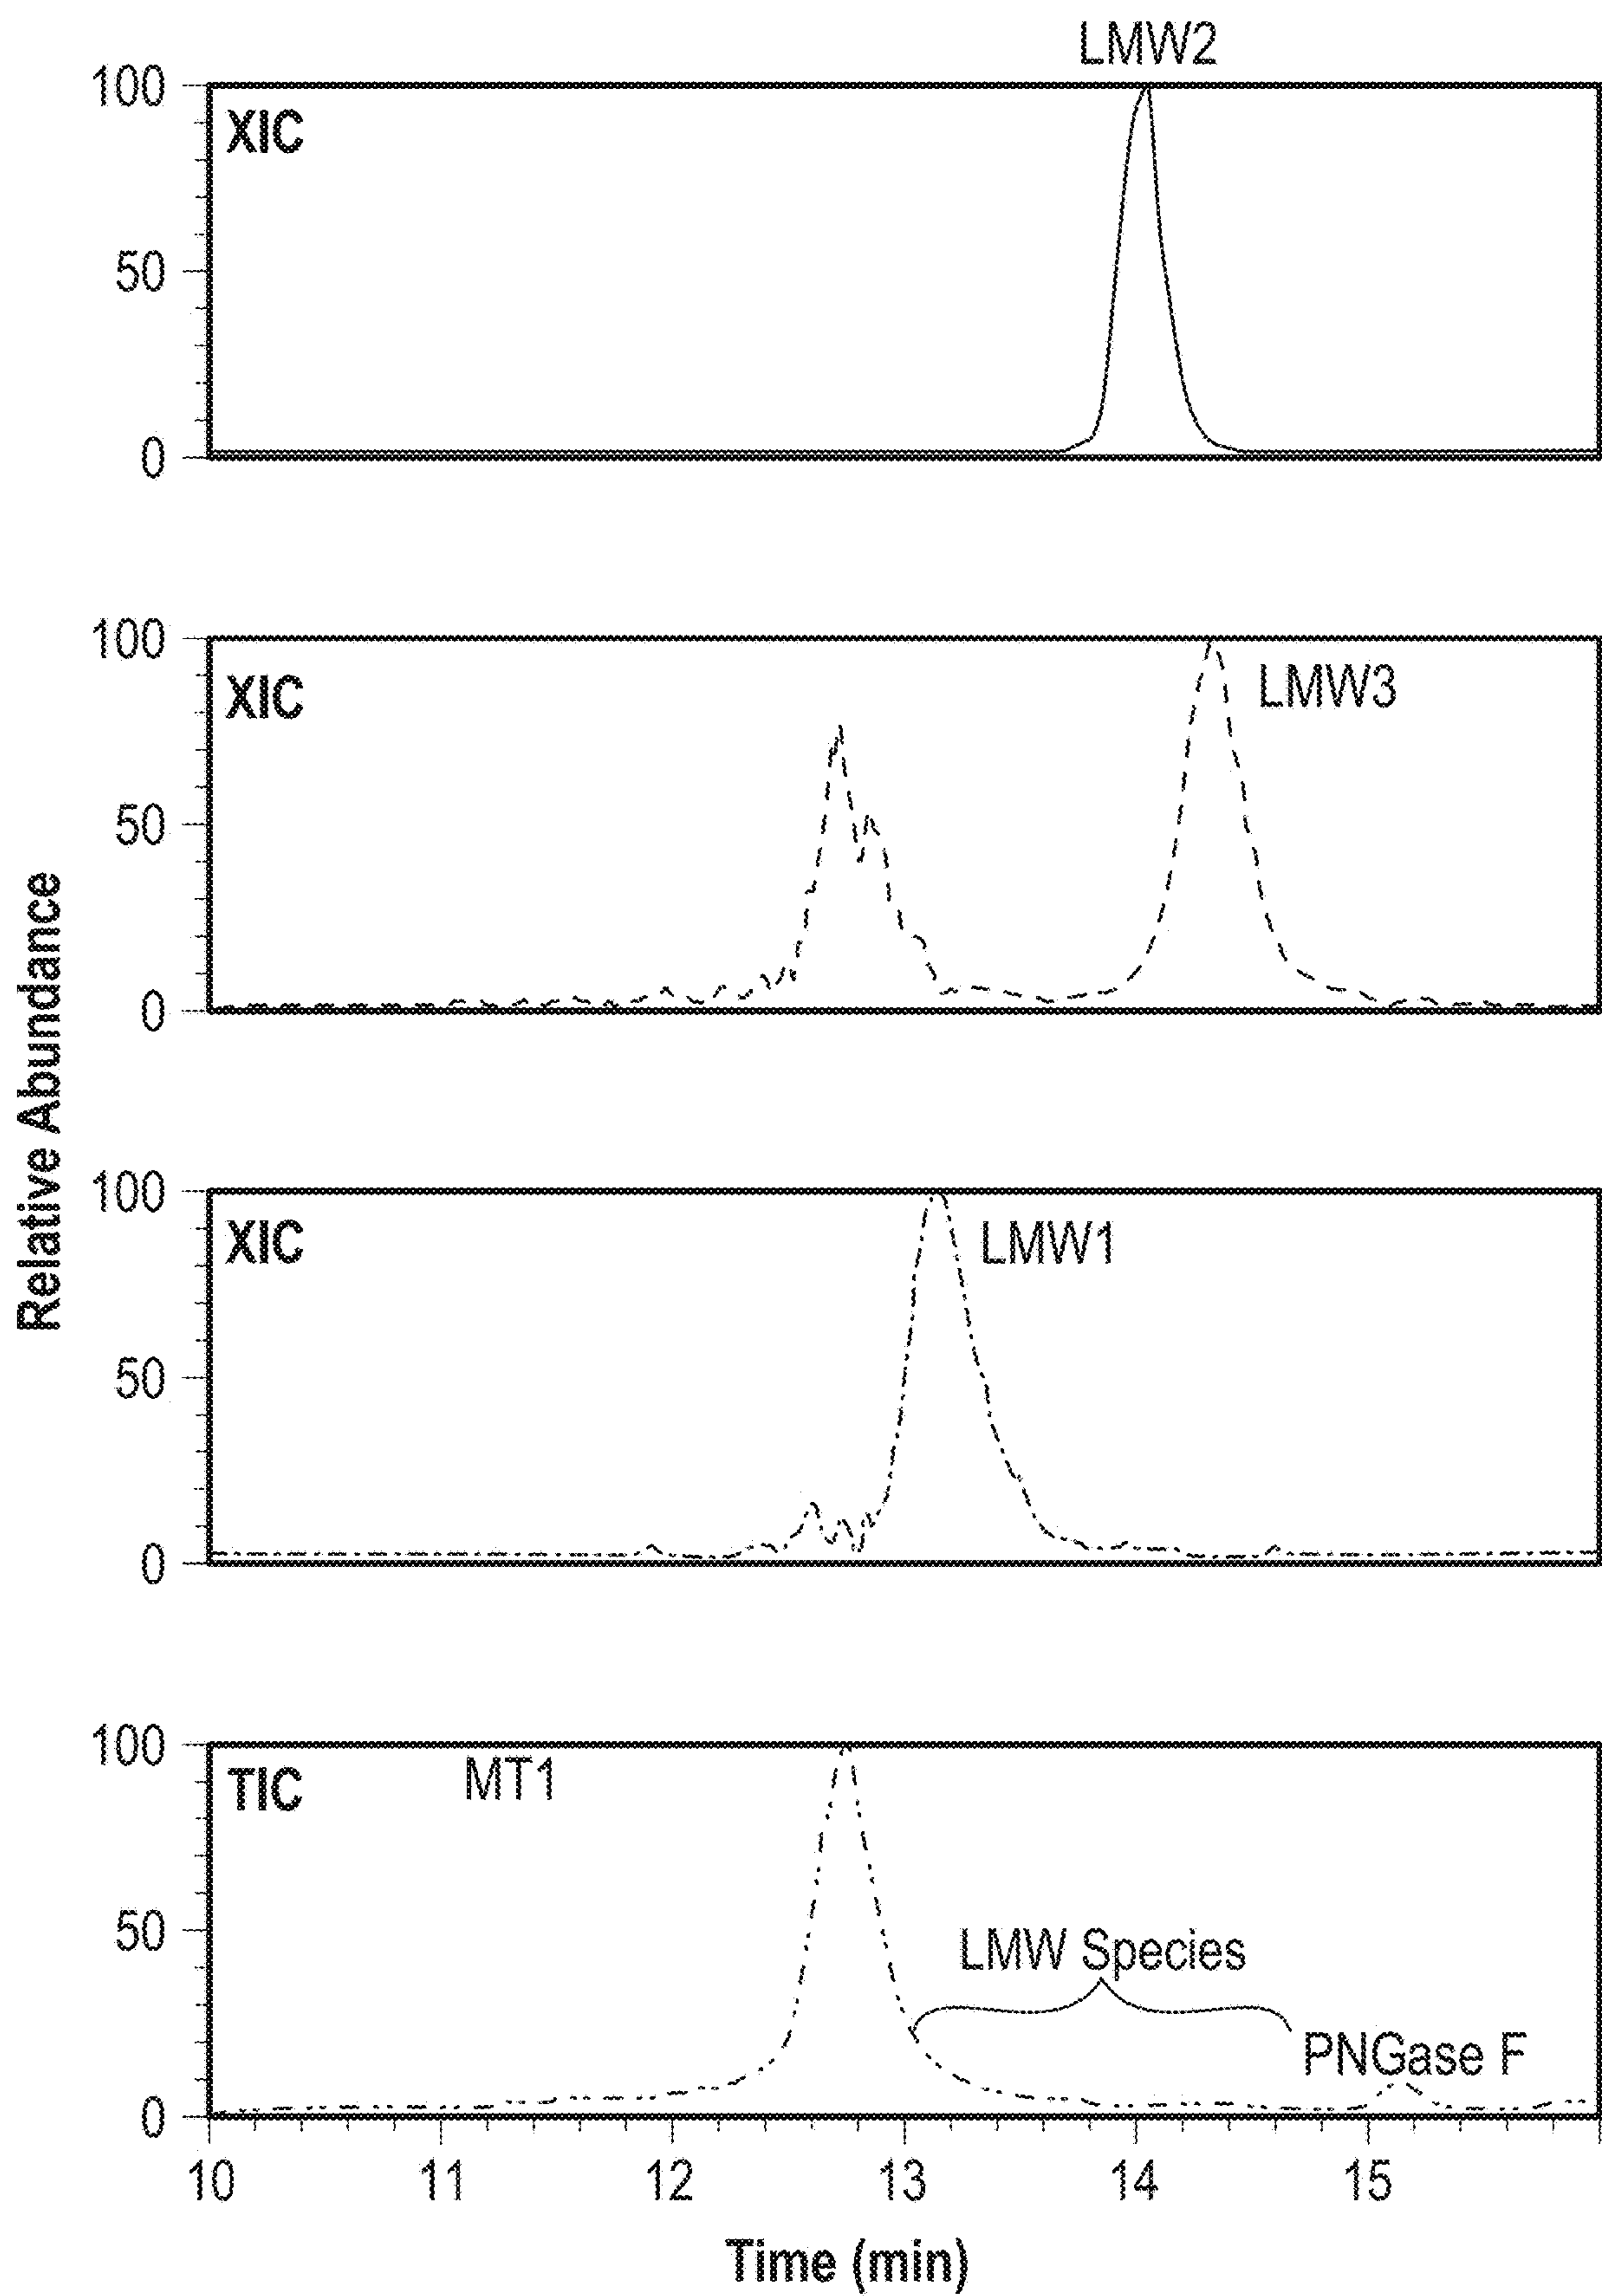 LMW2
100
XIC
50
0
100
XIC
LMW3
50
0
Relative Abundance
100
XIC
LMW1
50
0
100
TIC
MT1
50
LMW Species
PNGase F
0
10 11 12 13 14 15
Time (min)